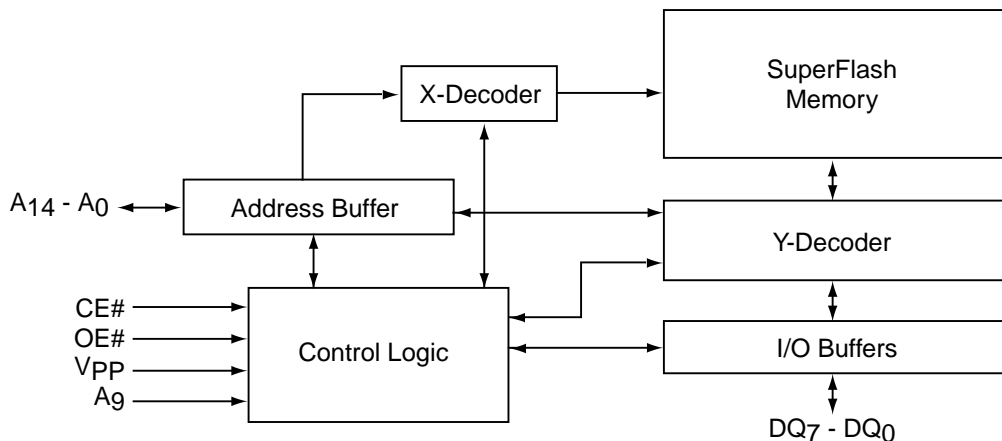 SuperFlash
Memory
X-Decoder
A14 - A0
Address Buffer
Y-Decoder
CE#
OE#
VPP
A9
Control Logic
I/O Buffers
DQ7 - DQ0